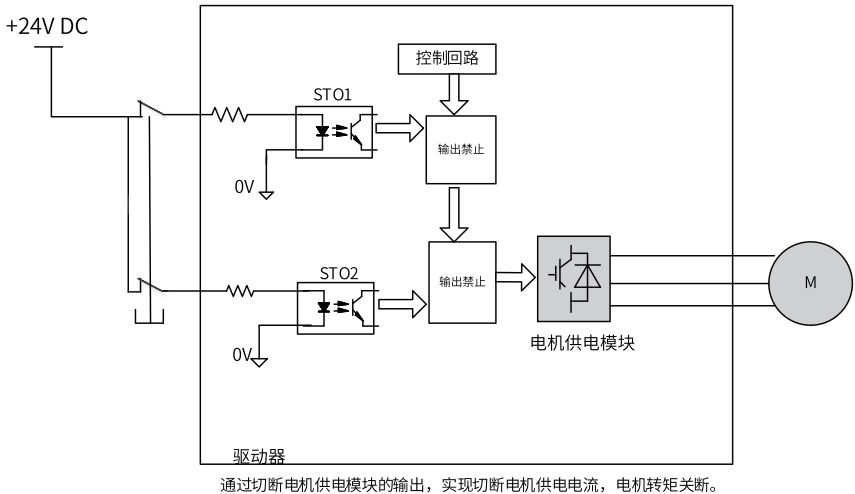 +24V DC
控制回路
STO1
输出禁止
0V
STO2
输出禁止
M
0V
电机供电模块
驱动器
通过切断电机供电模块的输出，实现切断电机供电电流，电机转矩关断。